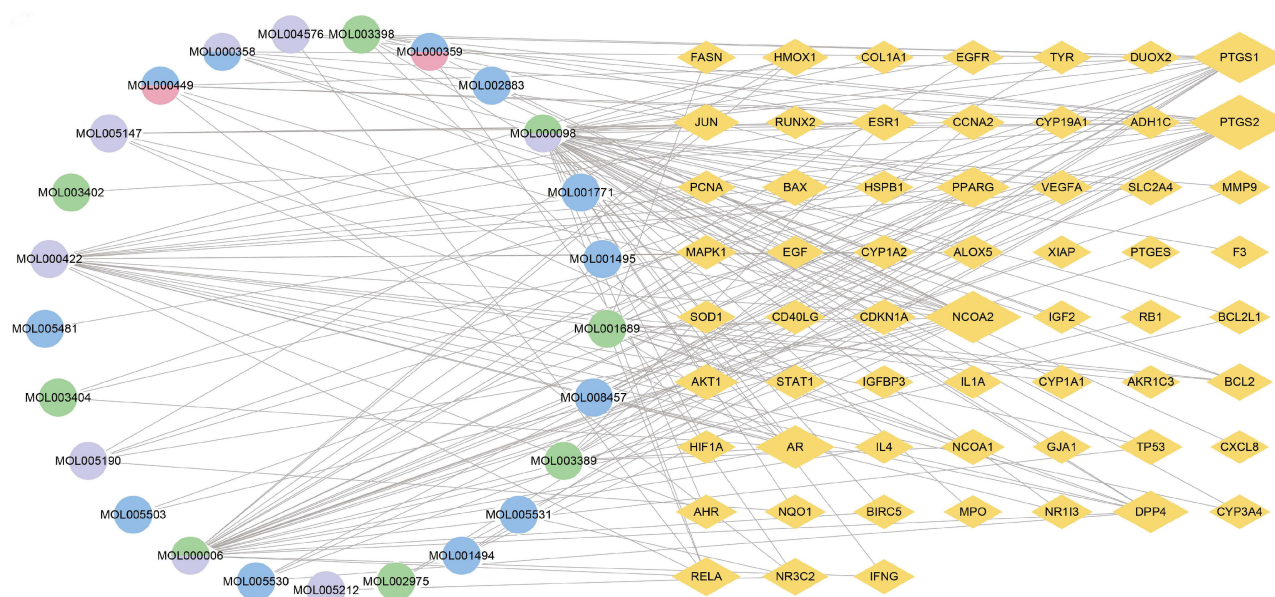 MOL004576
MOL003398
MOL000358
MOL000359
MOL000449
MOL002883
MOL005147
MOL000098
MOL003402
MOL001771
MOL000422
MOL001495
MOL005481
MOL001689
MOL003404
MOL008457
MOL005190
MOL003389
MOL005503
MOL005531
MOL000006
MOL001494
MOL005530
MOL002975
MOL005212
FASN HMOX1 COL1A1 EGFR TYR DUOX2 PTGS1
JUN RUNX2 ESR1 CCNA2 CYP19A1 ADH1C PTGS2
PCNA BAX HSPB1 PPARG VEGFA SLC2A4 MMP9
MAPK1 EGF CYP1A2 ALOX5 XIAP PTGES F3
SOD1 CD40LG CDKN1A NCOA2 IGF2 RB1 BCL2L1
AKT1 STAT1 IGFBP3 IL1A CYP1A1 AKR1C3 BCL2
HIF1A AR IL4 NCOA1 GJA1 TP53 CXCL8
AHR NQO1 BIRC5 MPO NR1I3 DPP4 CYP3A4
RELA NR3C2 IFNG